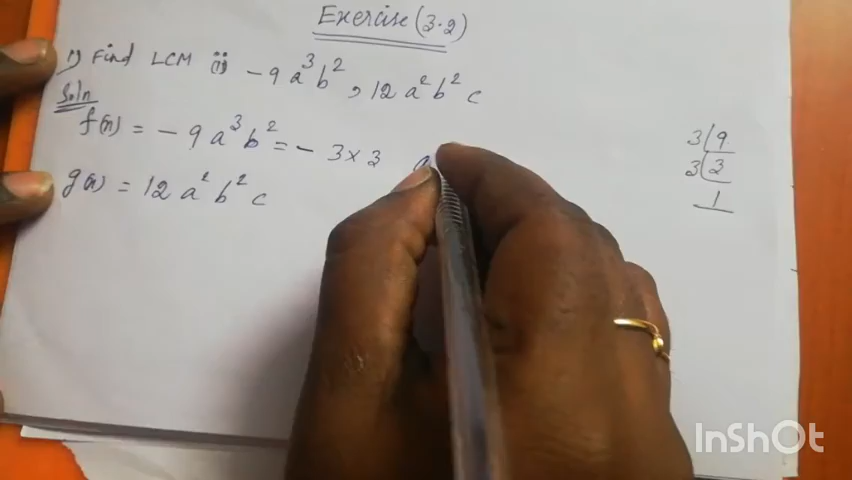 Exercise (3.2)
1) Find LCM (ii) -9a³b², 12a²b²c
Soln
f(x) = -9a³b² = - 3×3 a
g(x) = 12a²b²c
3|9
3|3
1
InShOt